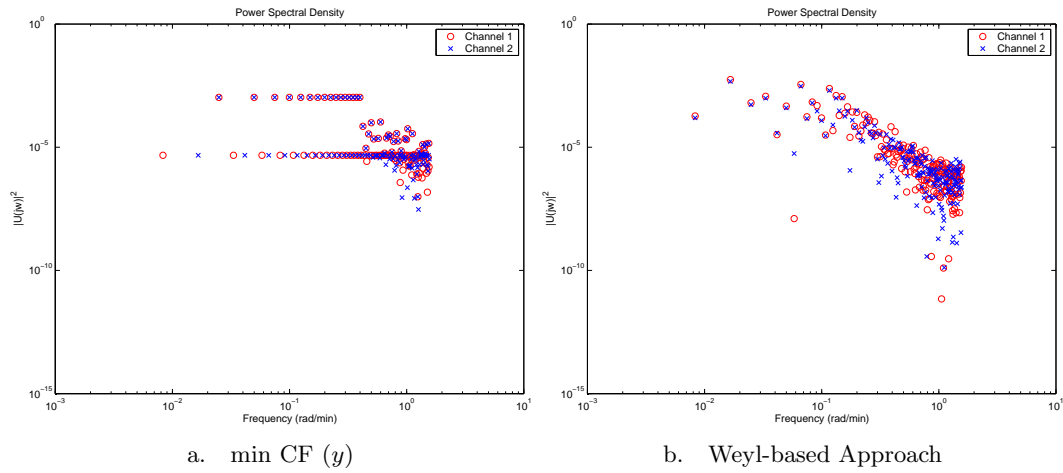 Power Spectral Density
10^0
10^-5
10^-10
10^-15
|U(jw)|^2
Channel 1
Channel 2
10^-3
10^-2
10^-1
10^0
10^1
Frequency (rad/min)
a. min CF (y)
Power Spectral Density
10^0
10^-5
10^-10
10^-15
|U(jw)|^2
Channel 1
Channel 2
10^-3
10^-2
10^-1
10^0
10^1
Frequency (rad/min)
b. Weyl-based Approach